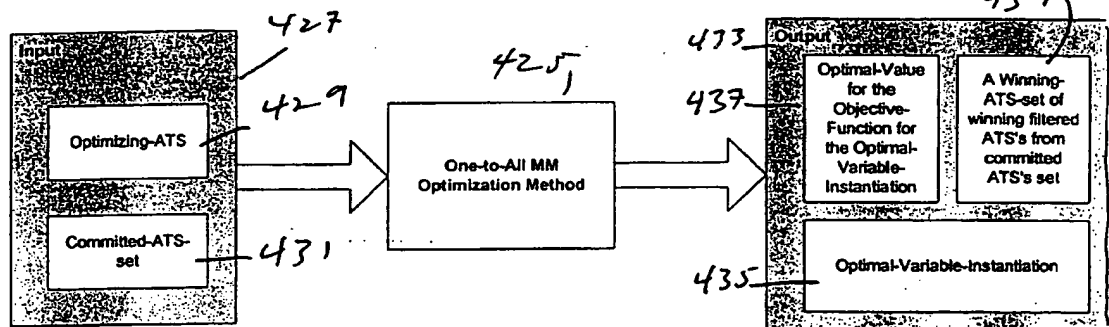 427
Input
429
Optimizing-ATS
Committed-ATS-
set
431
425
One-to-All MM
Optimization Method
433
Output
437
Optimal-Value
for the
Objective-
Function for
the Optimal-
Variable-
Instantiation
A Winning-
ATS-set of
winning filtered
ATS's from
committed
ATS's set
435
Optimal-Variable-Instantiation